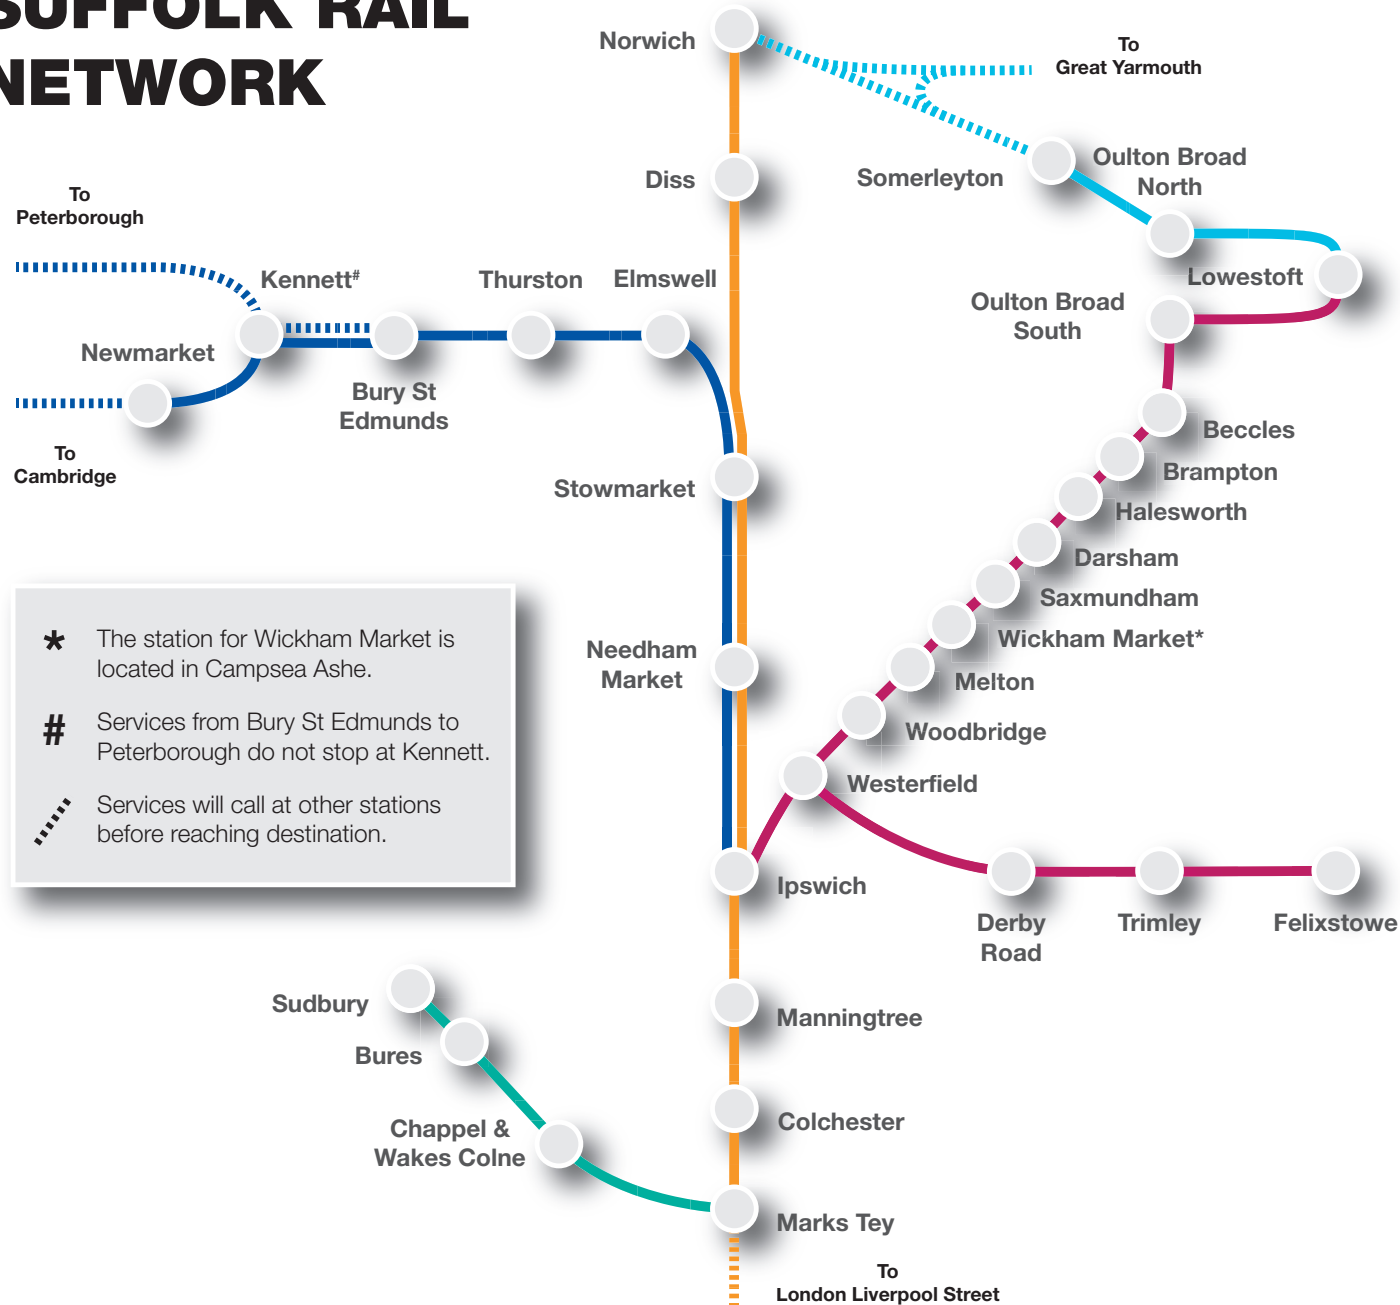 SUFFOLK RAIL
NETWORK
Norwich
To
Great Yarmouth
Diss
Somerleyton
Oulton Broad
North
To
Peterborough
Kennett#
Thurston
Elmswell
Lowestoft
Oulton Broad
South
Newmarket
Bury St
Edmunds
Beccles
To
Cambridge
Brampton
Stowmarket
Halesworth
Darsham
Saxmundham
* The station for Wickham Market is
located in Campsea Ashe.
# Services from Bury St Edmunds to
Peterborough do not stop at Kennett.
Services will call at other stations
before reaching destination.
Needham
Market
Wickham Market*
Melton
Woodbridge
Westerfield
Ipswich
Derby
Road
Trimley
Felixstowe
Sudbury
Manningtree
Bures
Chappel &
Wakes Colne
Colchester
Marks Tey
To
London Liverpool Street